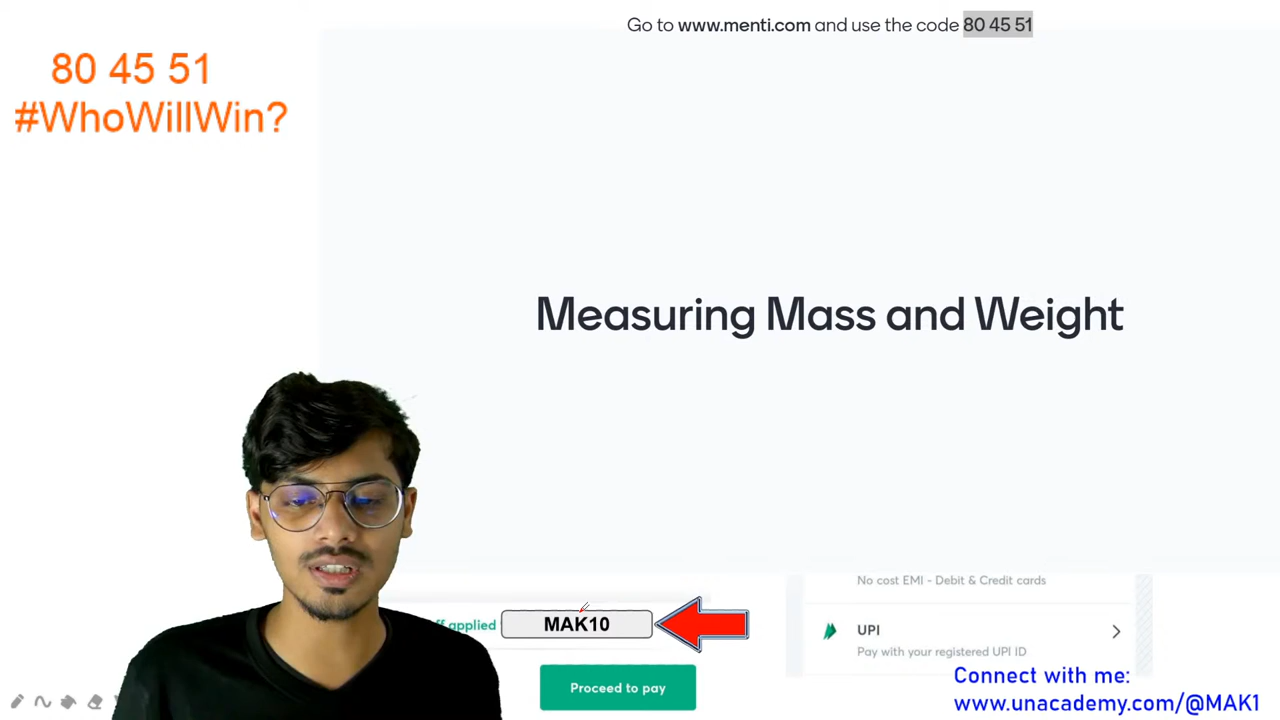 Go to www.menti.com and use the code 80 45 51
80 45 51
#WhoWillWin?
Measuring Mass and Weight
No cost EMI - Debit & Credit cards
applied
MAK10
UPI
Pay with your registered UPI ID
Proceed to pay
Connect with me:
www.unacademy.com/@MAK1